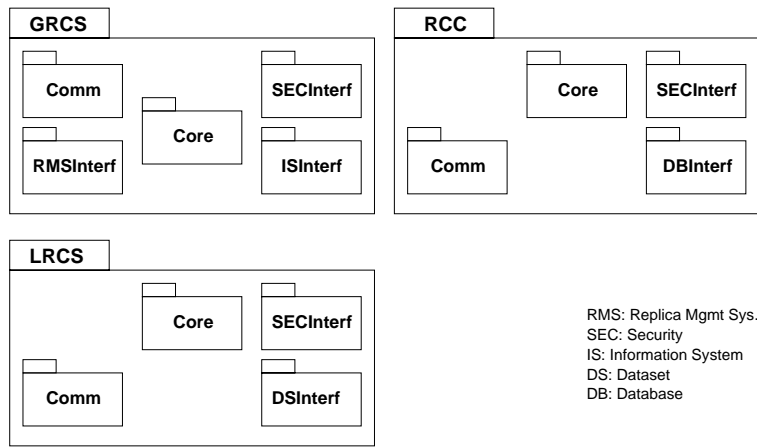 GRCS
Comm
SECInterf
Core
RMSInterf
ISInterf
RCC
Core
SECInterf
Comm
DBInterf
LRCS
Core
SECInterf
Comm
DSInterf
RMS: Replica Mgmt Sys.
SEC: Security
IS: Information System
DS: Dataset
DB: Database